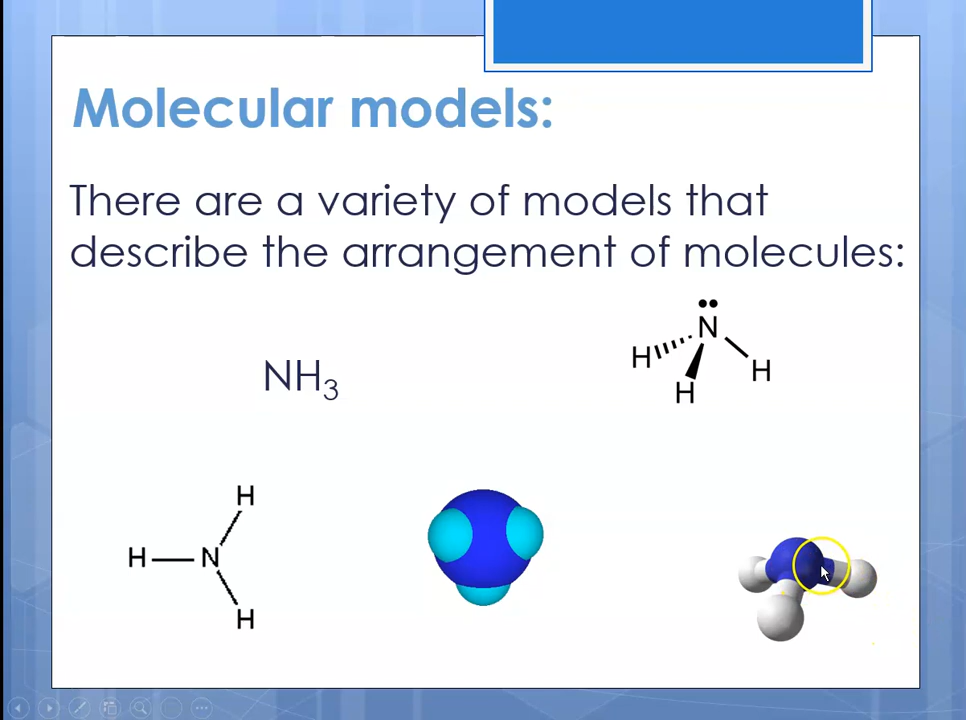 Molecular models:
There are a variety of models that
describe the arrangement of molecules:
NH₃
N
H
H
H
H
H — N
H